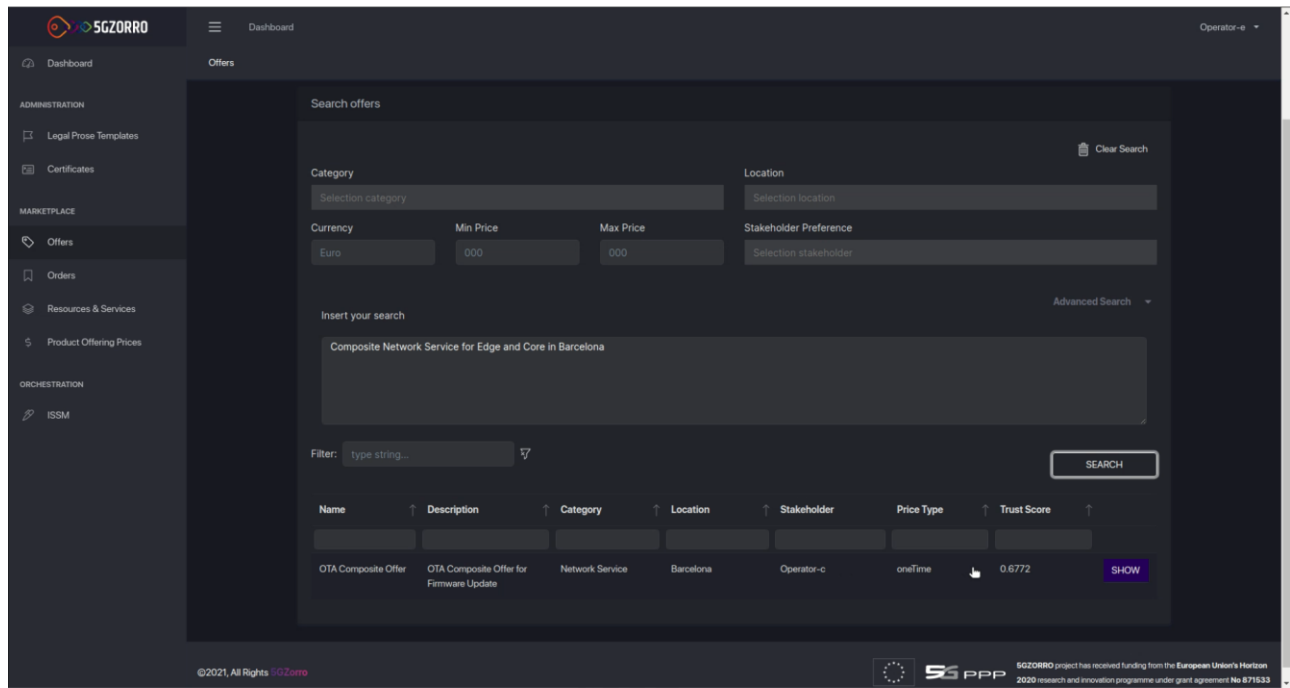 5GZORRO
Dashboard
Operator-e
Dashboard
Offers
ADMINISTRATION
Legal Prose Templates
Certificates
MARKETPLACE
Offers
Orders
Resources & Services
Product Offering Prices
ORCHESTRATION
ISSM
Search offers
Clear Search
Category
Location
Selection category
Selection location
Currency
Min Price
Max Price
Stakeholder Preference
Euro
000
000
Selection stakeholder
Advanced Search
Insert your search
Composite Network Service for Edge and Core in Barcelona
Filter:
type string...
SEARCH
Name
Description
Category
Location
Stakeholder
Price Type
Trust Score
OTA Composite Offer
OTA Composite Offer for
Firmware Update
Network Service
Barcelona
Operator-c
oneTime
0.6772
SHOW
©2021, All Rights 5GZorro
5G PPP
5GZORRO project has received funding from the European Union's Horizon
2020 research and innovation programme under grant agreement No 871533